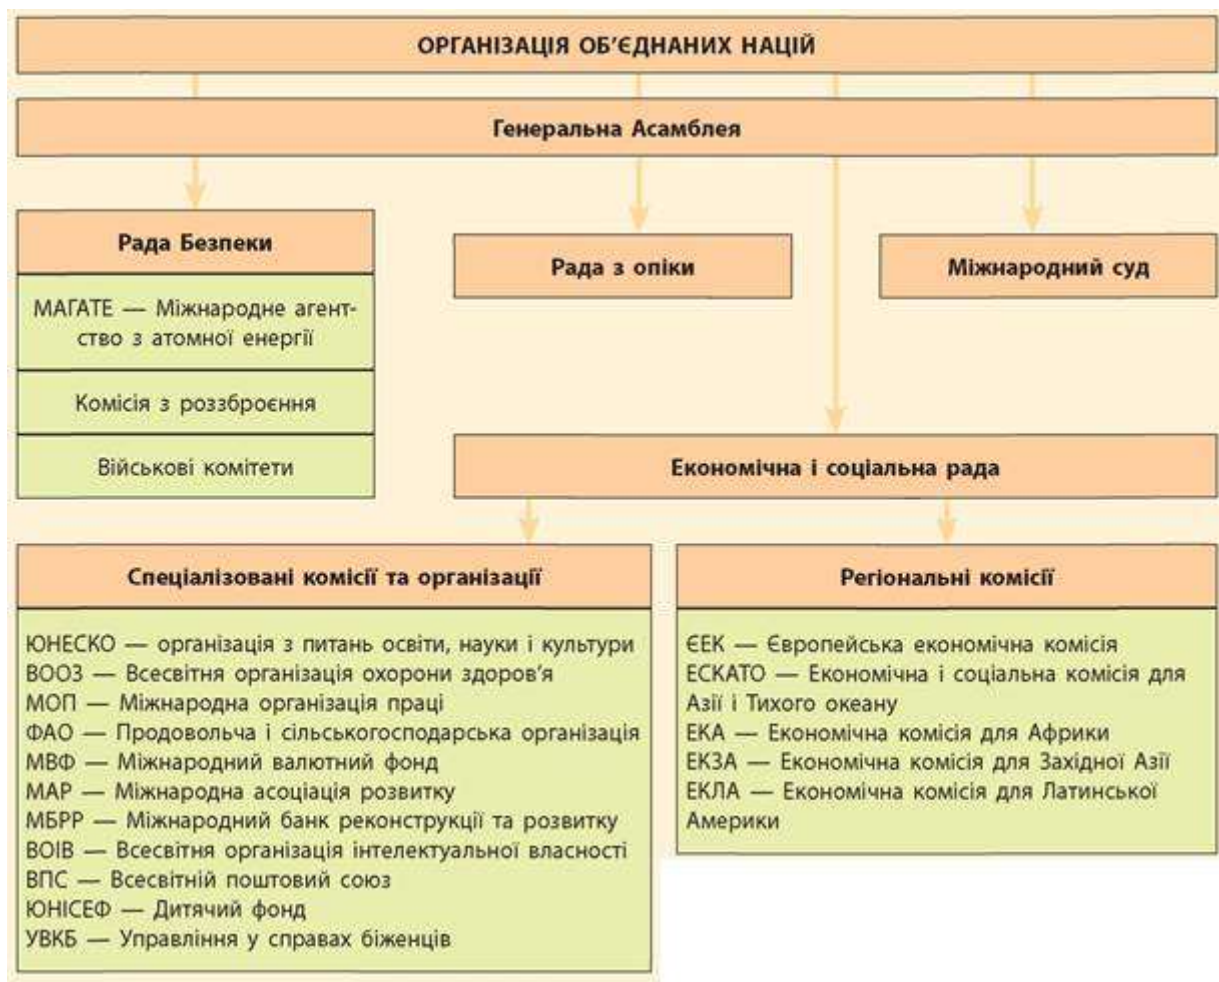 ОРГАНІЗАЦІЯ ОБ’ЄДНАНИХ НАЦІЙ
Генеральна Асамблея
Рада Безпеки
МАГАТЕ — Міжнародне агент-
ство з атомної енергії
Комісія з роззброєння
Військові комітети
Рада з опіки
Міжнародний суд
Економічна і соціальна рада
Спеціалізовані комісії та організації
ЮНЕСКО — організація з питань освіти, науки і культури
ВООЗ — Всесвітня організація охорони здоров’я
МОП — Міжнародна організація праці
ФАО — Продовольча і сільськогосподарська організація
МВФ — Міжнародний валютний фонд
МАР — Міжнародна асоціація розвитку
МБРР — Міжнародний банк реконструкції та розвитку
ВОІВ — Всесвітня організація інтелектуальної власності
ВПС — Всесвітній поштовий союз
ЮНІСЕФ — Дитячий фонд
УВКБ — Управління у справах біженців
Регіональні комісії
ЄЕК — Європейська економічна комісія
ЕСКАТО — Економічна і соціальна комісія для
Азії і Тихого океану
ЕКА — Економічна комісія для Африки
ЕКЗА — Економічна комісія для Західної Азії
ЕКЛА — Економічна комісія для Латинської
Америки